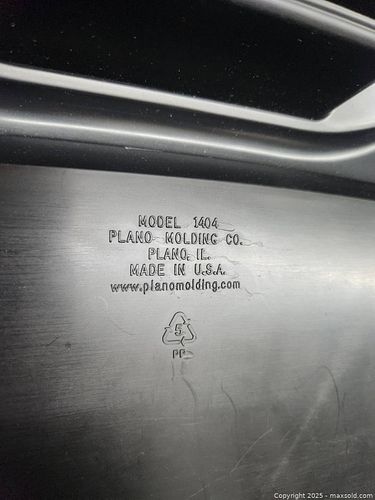 MODEL 1404
PLANO MOLDING CO.
PLANO, IL.
MADE IN U.S.A.
www.planomolding.com
5
PP
Copyright 2025 - maxsold.com